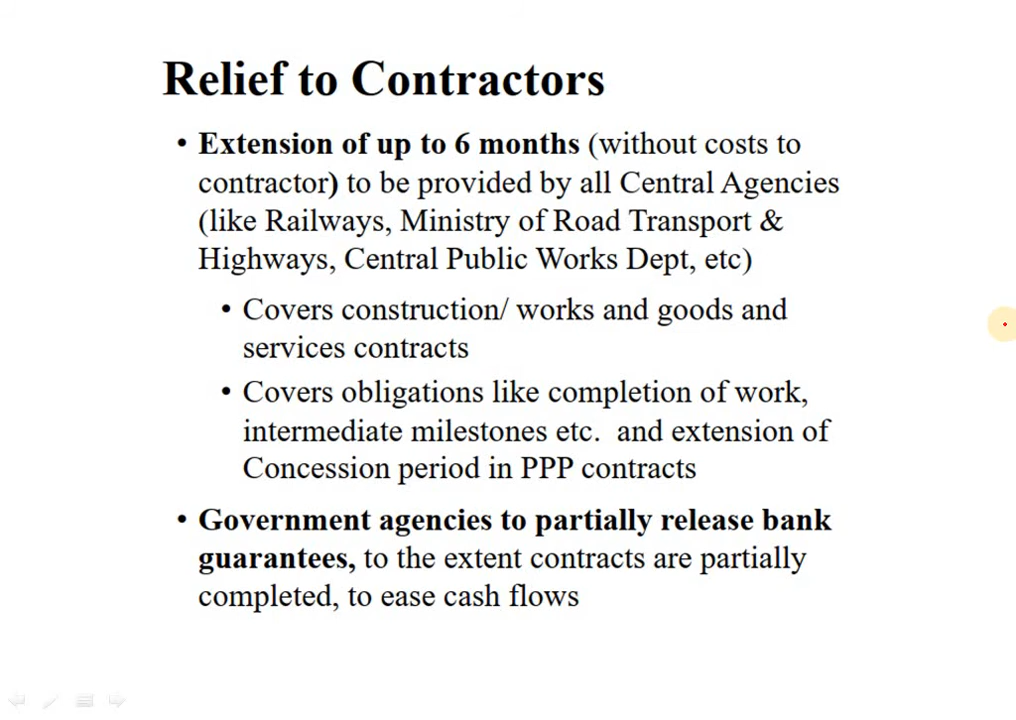 Relief to Contractors
• Extension of up to 6 months (without costs to
contractor) to be provided by all Central Agencies
(like Railways, Ministry of Road Transport &
Highways, Central Public Works Dept, etc)
• Covers construction/ works and goods and
services contracts
• Covers obligations like completion of work,
intermediate milestones etc.  and extension of
Concession period in PPP contracts
• Government agencies to partially release bank
guarantees, to the extent contracts are partially
completed, to ease cash flows